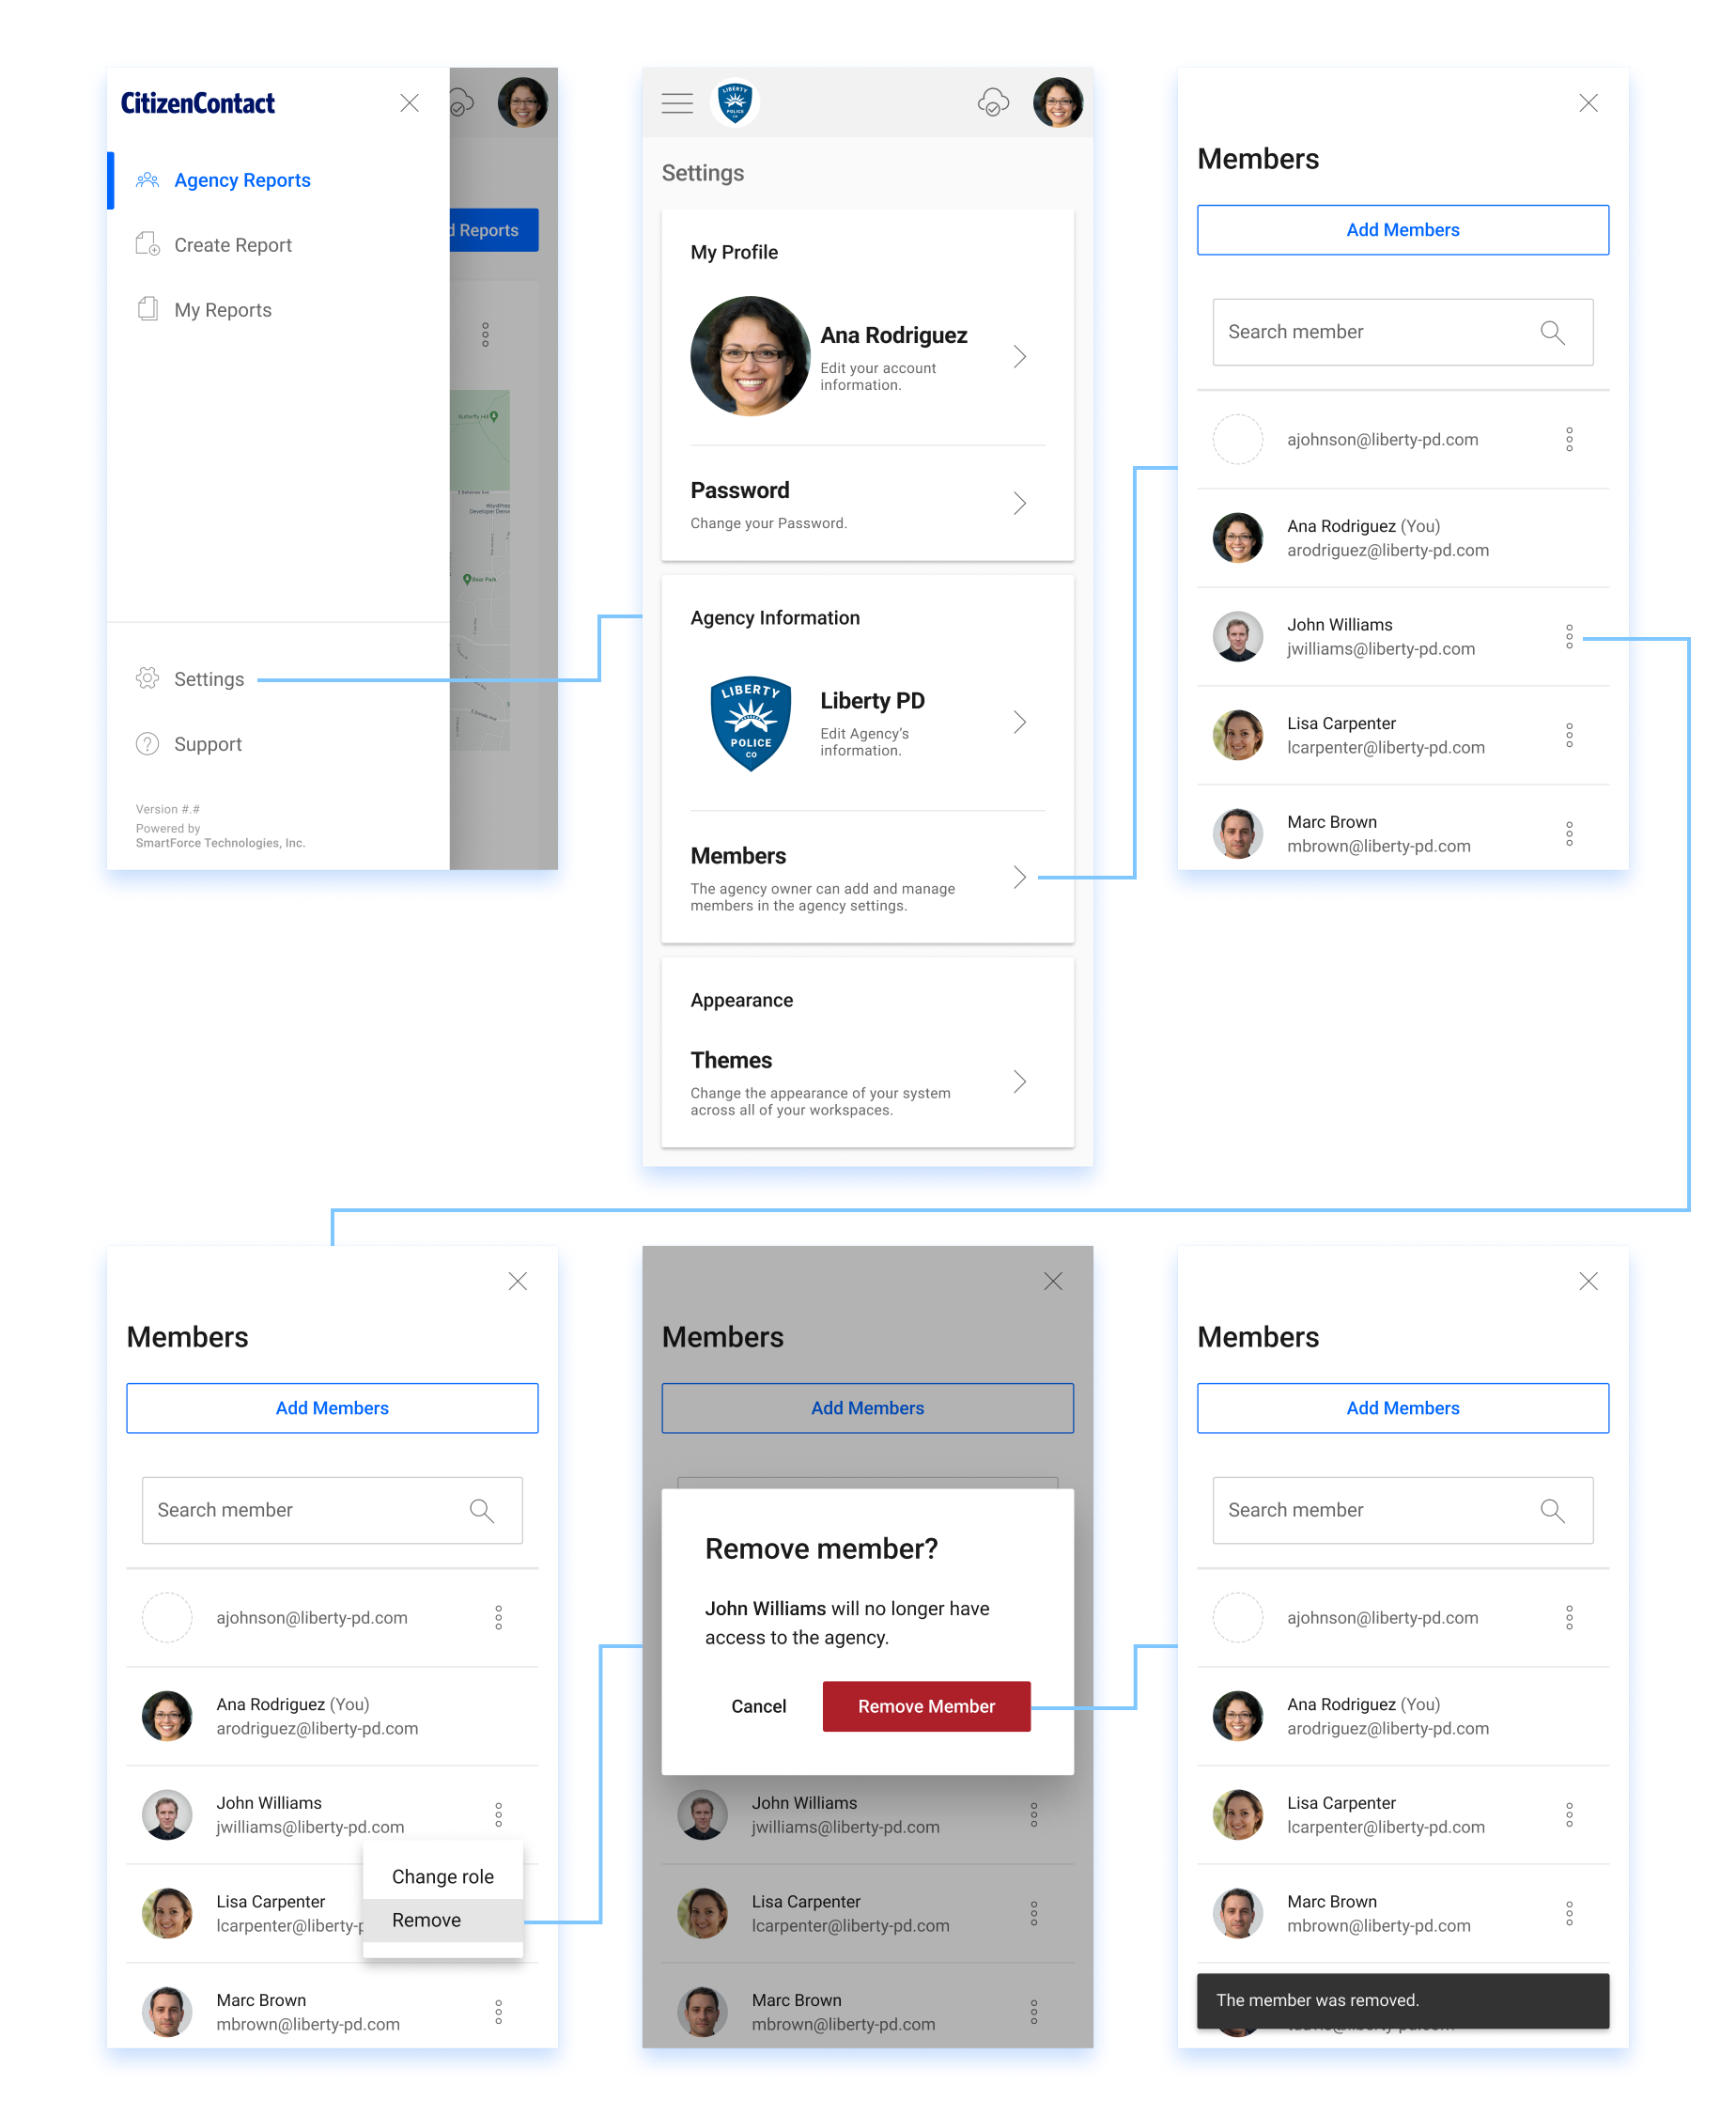 CitizenContact
Agency Reports
Create Report
My Reports
Settings
Support
Version #.#
Powered by
SmartForce Technologies, Inc.
Reports
Butterfly Hill
Bear Park
LIBERTY
POLICE
CO
Settings
My Profile
Ana Rodriguez
Edit your account
information.
Password
Change your Password.
Agency Information
LIBERTY
POLICE
CO
Liberty PD
Edit Agency’s
information.
Members
The agency owner can add and manage
members in the agency settings.
Appearance
Themes
Change the appearance of your system
across all of your workspaces.
Members
Add Members
Search member
ajohnson@liberty-pd.com
Ana Rodriguez (You)
arodriguez@liberty-pd.com
John Williams
jwilliams@liberty-pd.com
Lisa Carpenter
lcarpenter@liberty-pd.com
Marc Brown
mbrown@liberty-pd.com
Members
Add Members
Search member
ajohnson@liberty-pd.com
Ana Rodriguez (You)
arodriguez@liberty-pd.com
John Williams
jwilliams@liberty-pd.com
Change role
Lisa Carpenter
lcarpenter@liberty-p
Remove
Marc Brown
mbrown@liberty-pd.com
Members
Add Members
Remove member?
John Williams will no longer have
access to the agency.
Cancel
Remove Member
John Williams
jwilliams@liberty-pd.com
Lisa Carpenter
lcarpenter@liberty-pd.com
Marc Brown
mbrown@liberty-pd.com
Members
Add Members
Search member
ajohnson@liberty-pd.com
Ana Rodriguez (You)
arodriguez@liberty-pd.com
Lisa Carpenter
lcarpenter@liberty-pd.com
Marc Brown
mbrown@liberty-pd.com
The member was removed.